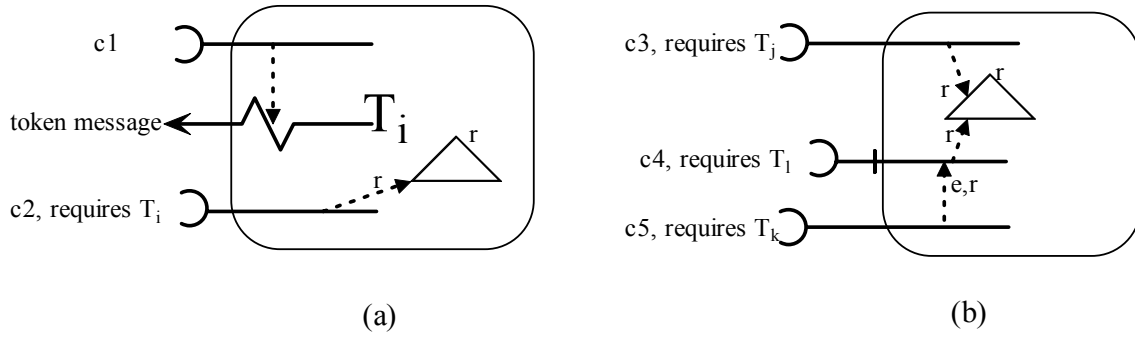 c1
token message
T_i
r
r
c2, requires T_i
(a)
c3, requires T_j
r
r
r
c4, requires T_l
e,r
c5, requires T_k
(b)